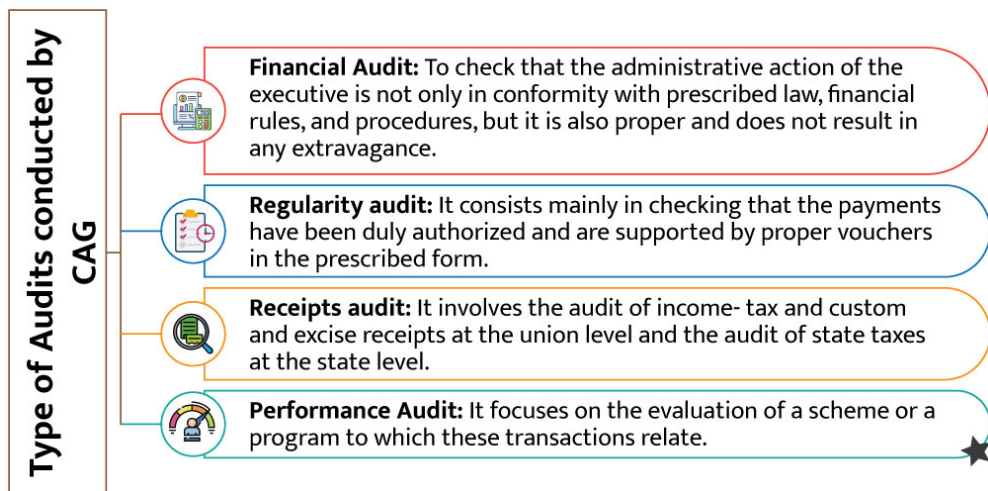 Type of Audits conducted by
CAG
Financial Audit: To check that the administrative action of the
executive is not only in conformity with prescribed law, financial
rules, and procedures, but it is also proper and does not result in
any extravagance.
Regularity audit: It consists mainly in checking that the payments
have been duly authorized and are supported by proper vouchers
in the prescribed form.
Receipts audit: It involves the audit of income- tax and custom
and excise receipts at the union level and the audit of state taxes
at the state level.
Performance Audit: It focuses on the evaluation of a scheme or a
program to which these transactions relate.